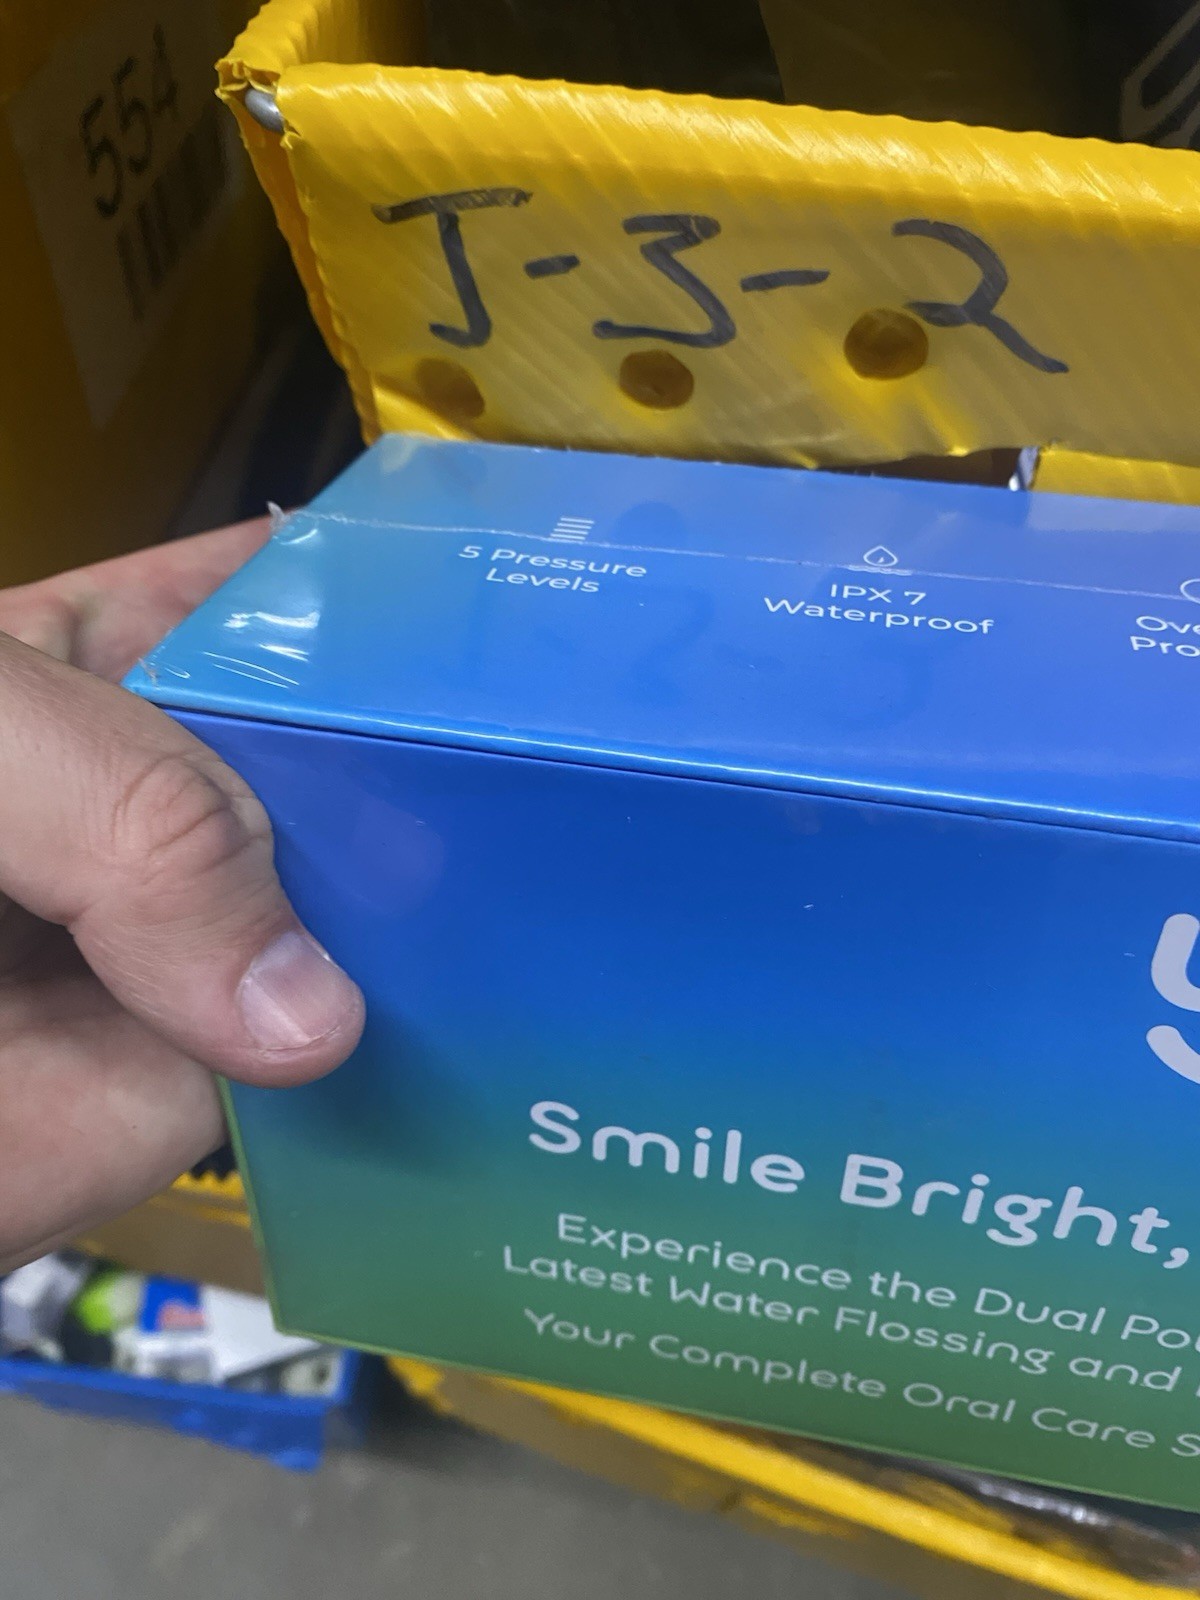 554
J-3-2
5 Pressure
Levels
IPX 7
Waterproof
Smile Bright,
Experience the Dual
Latest Water Flossing and
Your Complete Oral Care